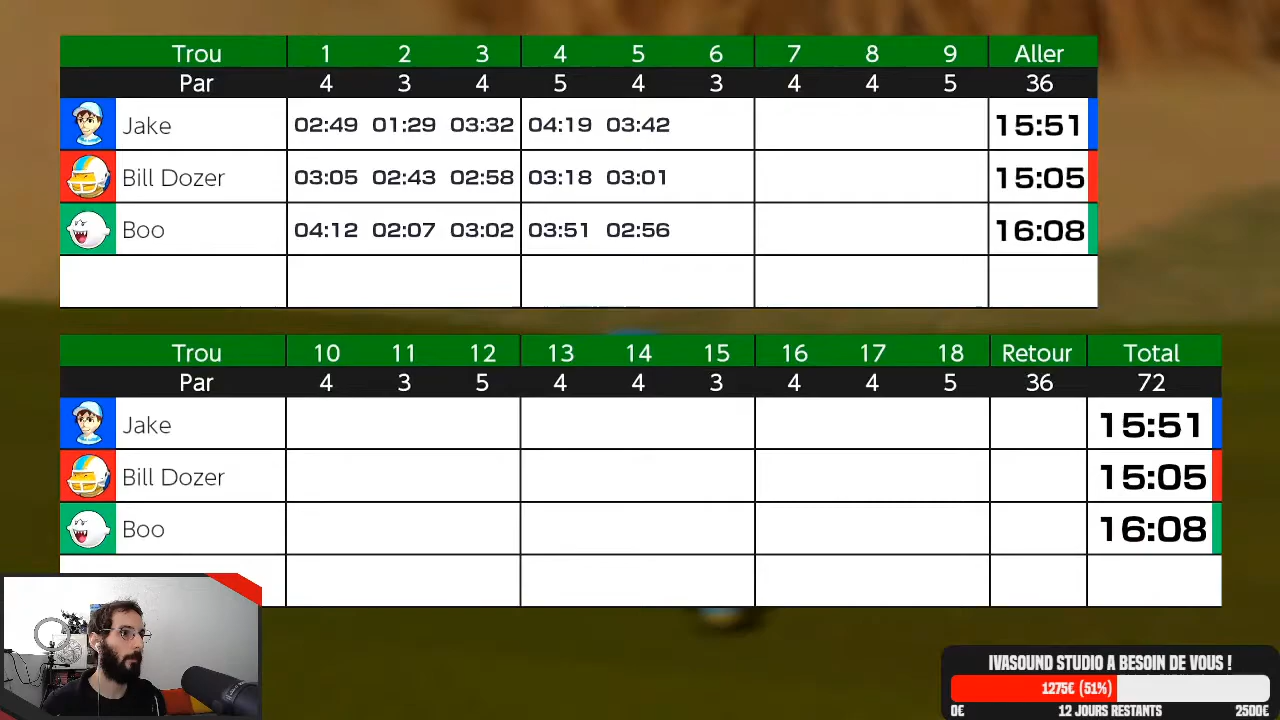 Trou 1 2 3 4 5 6 7 8 9 Aller
Par 4 3 4 5 4 3 4 4 5 36
Jake 02:49 01:29 03:32 04:19 03:42 15:51
Bill Dozer 03:05 02:43 02:58 03:18 03:01 15:05
Boo 04:12 02:07 03:02 03:51 02:56 16:08
Trou 10 11 12 13 14 15 16 17 18 Retour Total
Par 4 3 5 4 4 3 4 4 5 36 72
Jake 15:51
Bill Dozer 15:05
Boo 16:08
IVASOUND STUDIO A BESOIN DE VOUS !
1275€ (51%)
0€ 12 JOURS RESTANTS 2500€